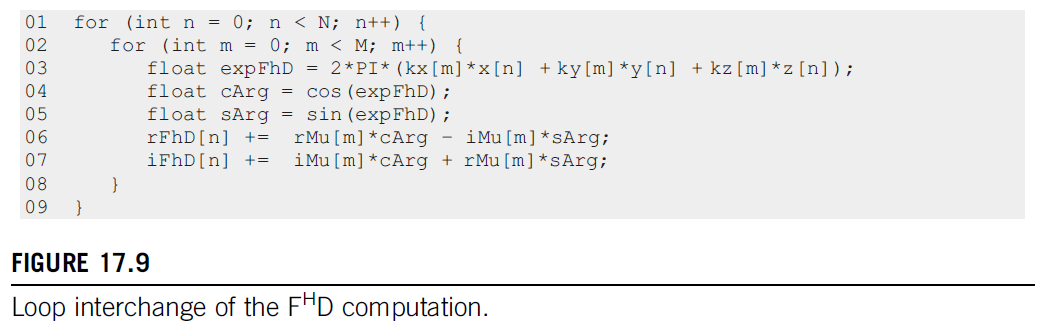 01 for (int n = 0; n < N; n++) {
02 for (int m = 0; m < M; m++) {
03 float expFhD = 2*PI*(kx[m]*x[n] + ky[m]*y[n] + kz[m]*z[n]);
04 float cArg = cos(expFhD);
05 float sArg = sin(expFhD);
06 rFhD[n] += rMu[m]*cArg – iMu[m]*sArg;
07 iFhD[n] += iMu[m]*cArg + rMu[m]*sArg;
08 }
09 }
FIGURE 17.9
Loop interchange of the FᴴD computation.